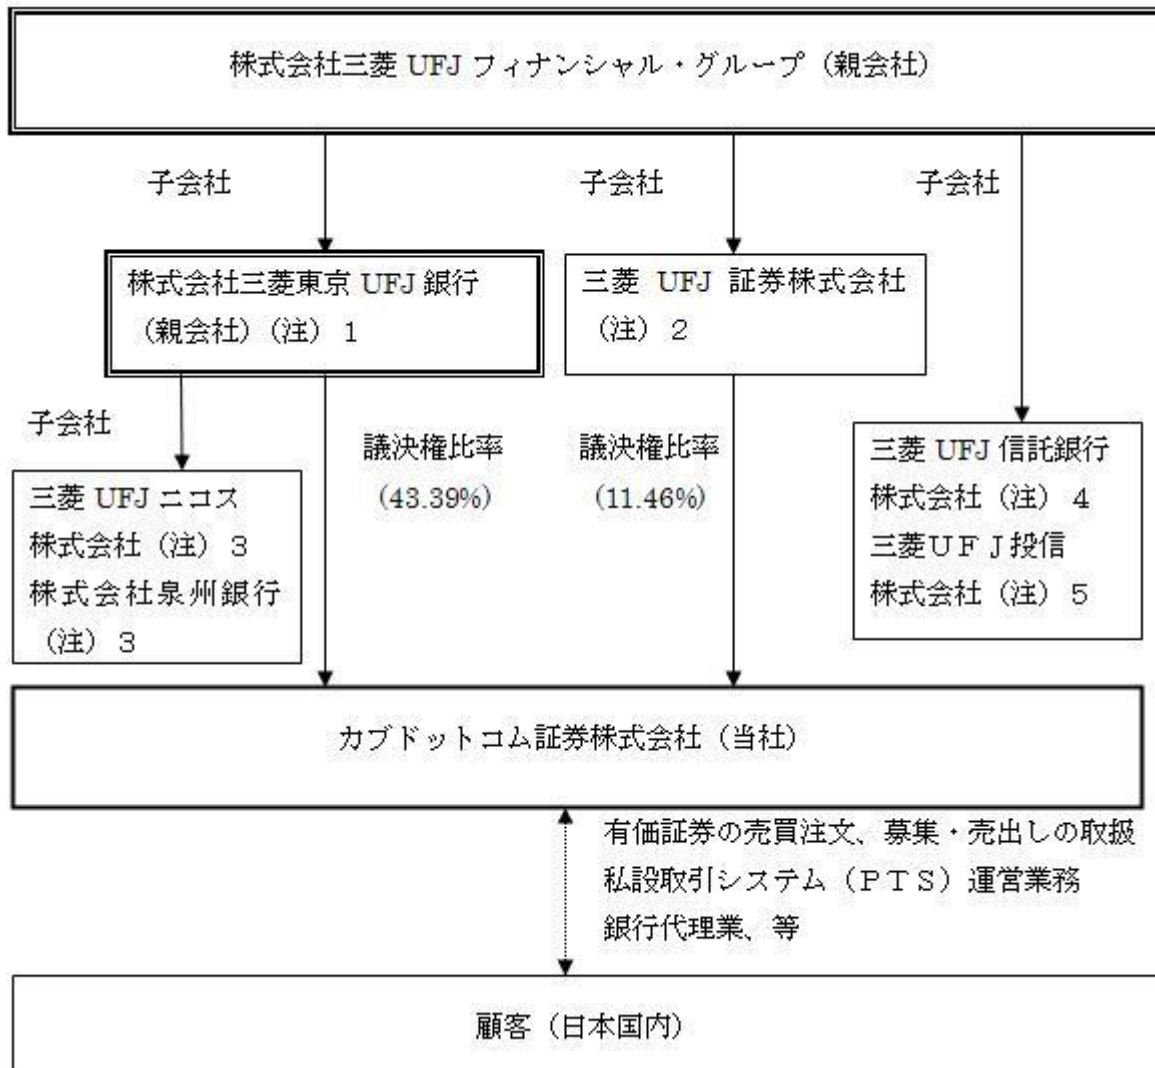 株式会社三菱 UFJ フィナンシャル・グループ（親会社）
子会社
子会社
子会社
株式会社三菱東京 UFJ 銀行
（親会社）（注）１
三菱 UFJ 証券株式会社
（注）２
子会社
議決権比率
(43.39%)
議決権比率
(11.46%)
三菱 UFJ ニコス
株式会社（注）３
株式会社泉州銀行
（注）３
三菱 UFJ 信託銀行
株式会社（注）４
三菱ＵＦＪ投信
株式会社（注）５
カブドットコム証券株式会社（当社）
有価証券の売買注文、募集・売出しの取扱
私設取引システム（ＰＴＳ）運営業務
銀行代理業、等
顧客（日本国内）